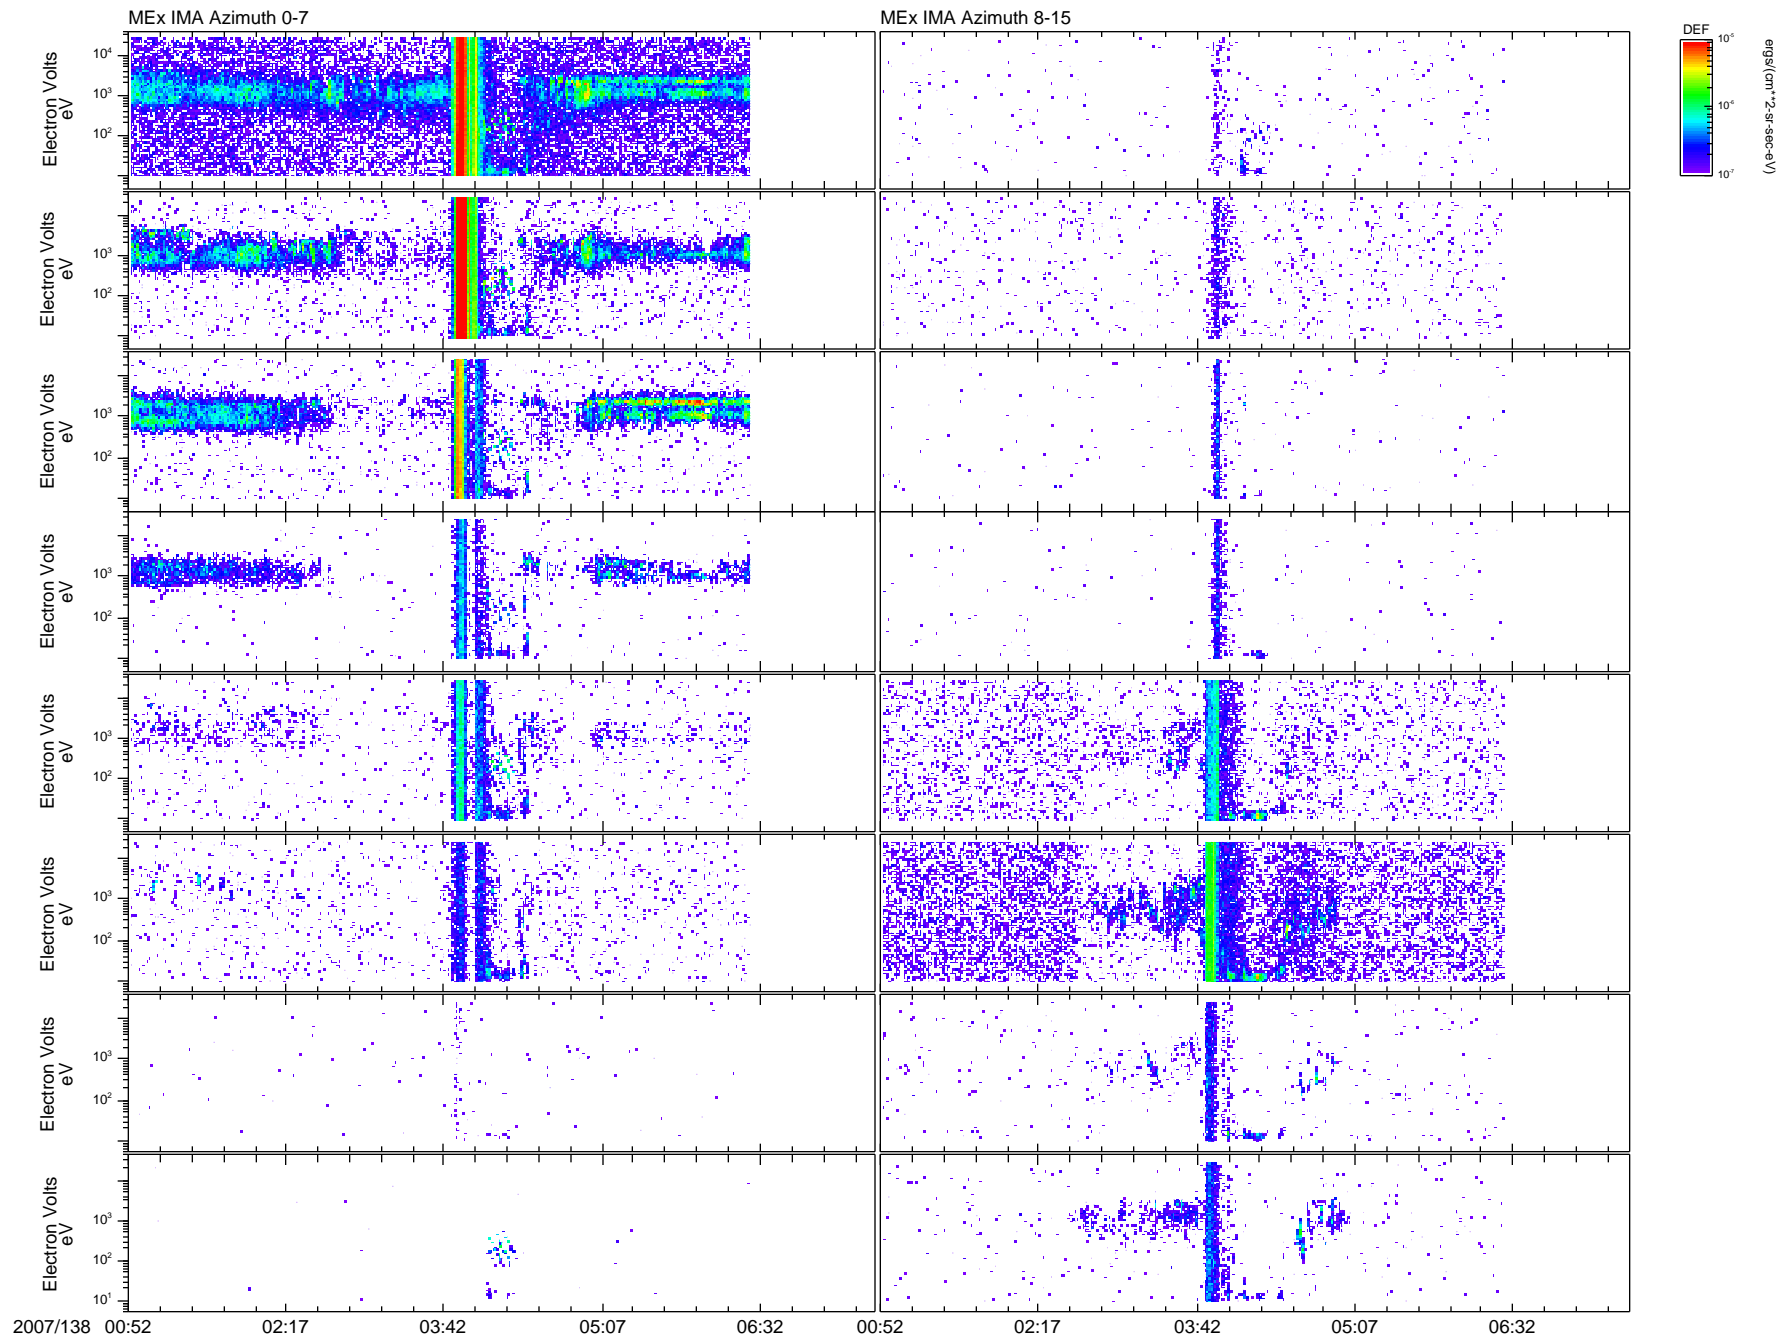 MEx IMA Azimuth 0-7
MEx IMA Azimuth 8-15
DEF
10⁻⁵
10⁻⁶
10⁻⁷
ergs/(cm**2-sr-sec-eV)
Electron Volts
eV
10⁴
10³
10²
Electron Volts
eV
10³
10²
Electron Volts
eV
10³
10²
Electron Volts
eV
10³
10²
Electron Volts
eV
10³
10²
Electron Volts
eV
10³
10²
Electron Volts
eV
10³
10²
Electron Volts
eV
10³
10²
10¹
2007/138 00:52 02:17 03:42 05:07 06:32 00:52 02:17 03:42 05:07 06:32